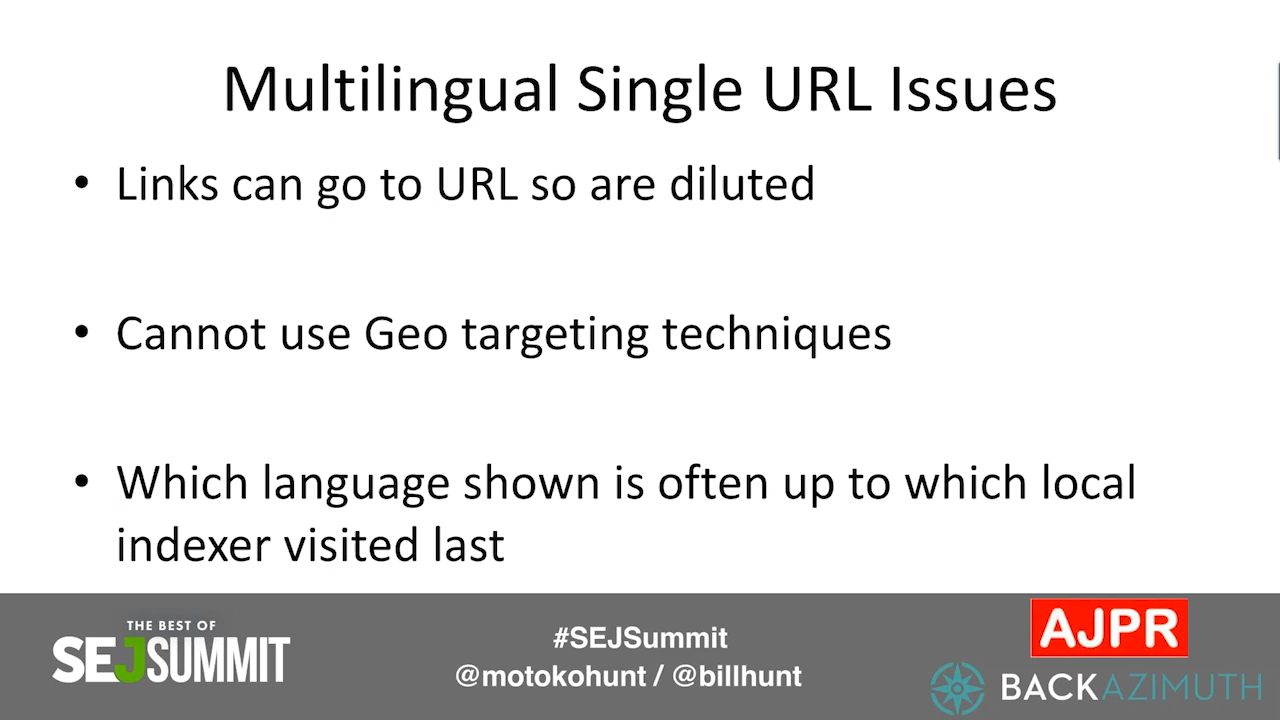 Multilingual Single URL Issues
• Links can go to URL so are diluted
• Cannot use Geo targeting techniques
• Which language shown is often up to which local
indexer visited last
THE BEST OF
SEJSUMMIT
#SEJSummit
@motokohunt / @billhunt
AJPR
BACKAZIMUTH